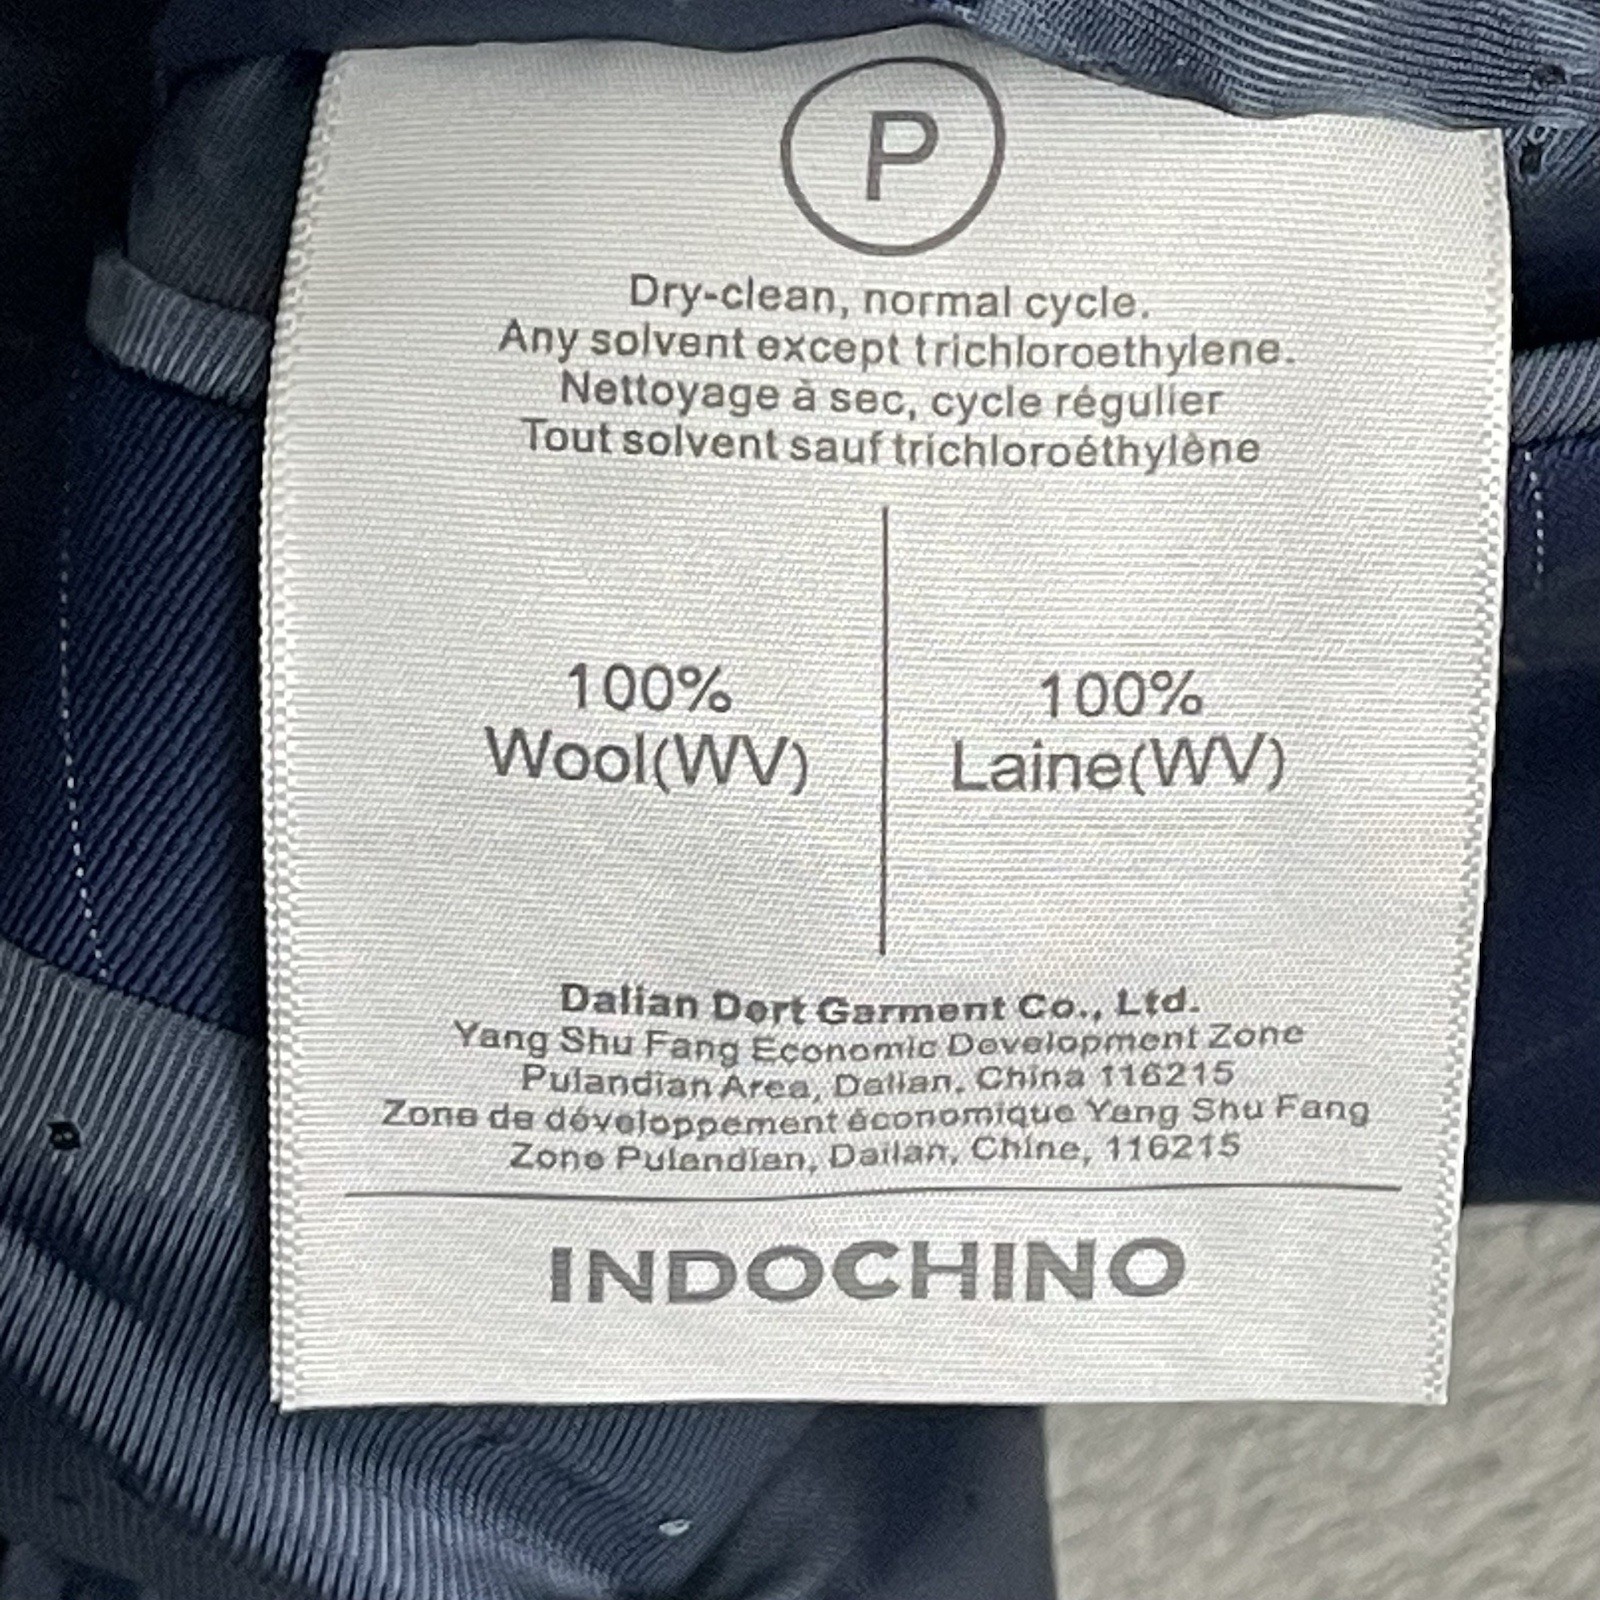 P
Dry-clean, normal cycle.
Any solvent except trichloroethylene.
Nettoyage à sec, cycle régulier
Tout solvent sauf trichloroéthylène
100%
Wool(WV)
100%
Laine(WV)
Dalian Dort Garment Co., Ltd.
Yang Shu Fang Economic Development Zone
Pulandian Area, Dalian, China 116215
Zone de développement économique Yang Shu Fang
Zone Pulandian, Dailan, Chine, 116215
INDOCHINO